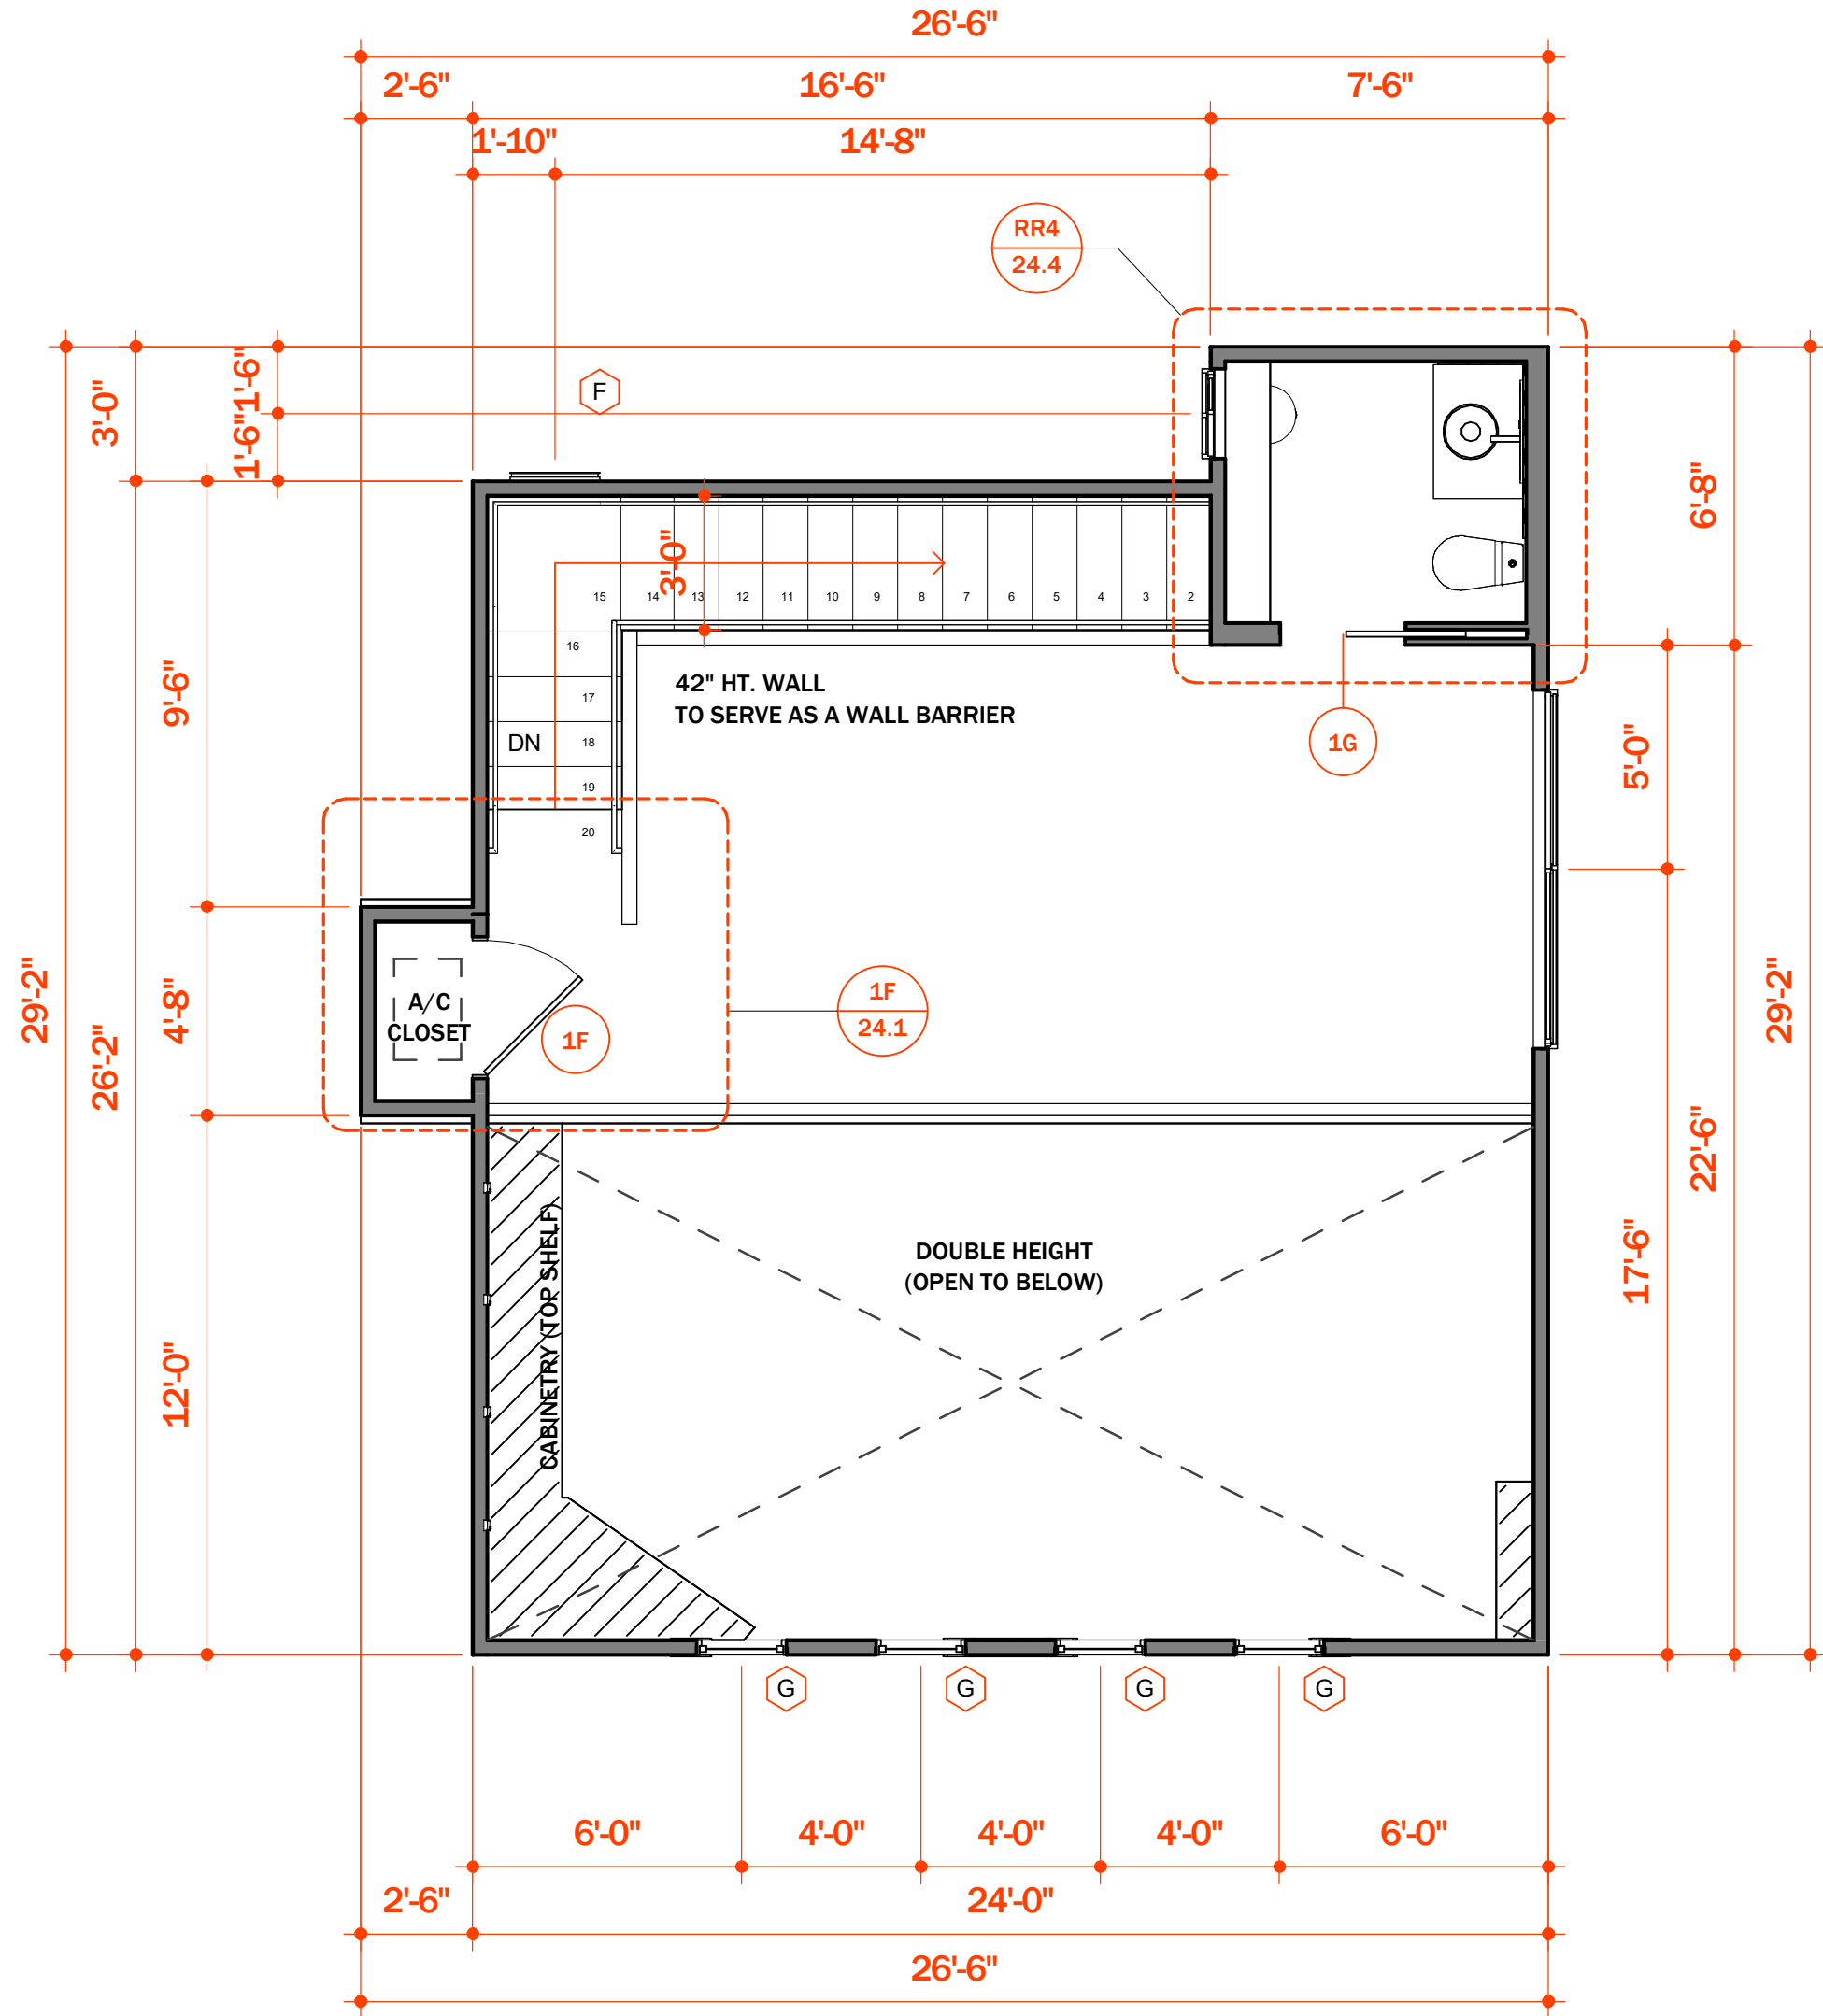 26'-6"
2'-6" 16'-6" 7'-6"
1'-10" 14'-8"
RR4
24.4
F
3'-0"
1'-6"
1'-6"
6'-8"
3'-0"
15 14 13 12 11 10 9 8 7 6 5 4 3 2
16
17
DN 18
19
20
42" HT. WALL
TO SERVE AS A WALL BARRIER
1G
9'-6"
5'-0"
29'-2"
26'-2"
4'-8"
A/C
CLOSET
1F
1F
24.1
29'-2"
22'-6"
17'-6"
12'-0"
CABINETRY (TOP SHELF)
DOUBLE HEIGHT
(OPEN TO BELOW)
G G G G
6'-0" 4'-0" 4'-0" 4'-0" 6'-0"
2'-6" 24'-0"
26'-6"